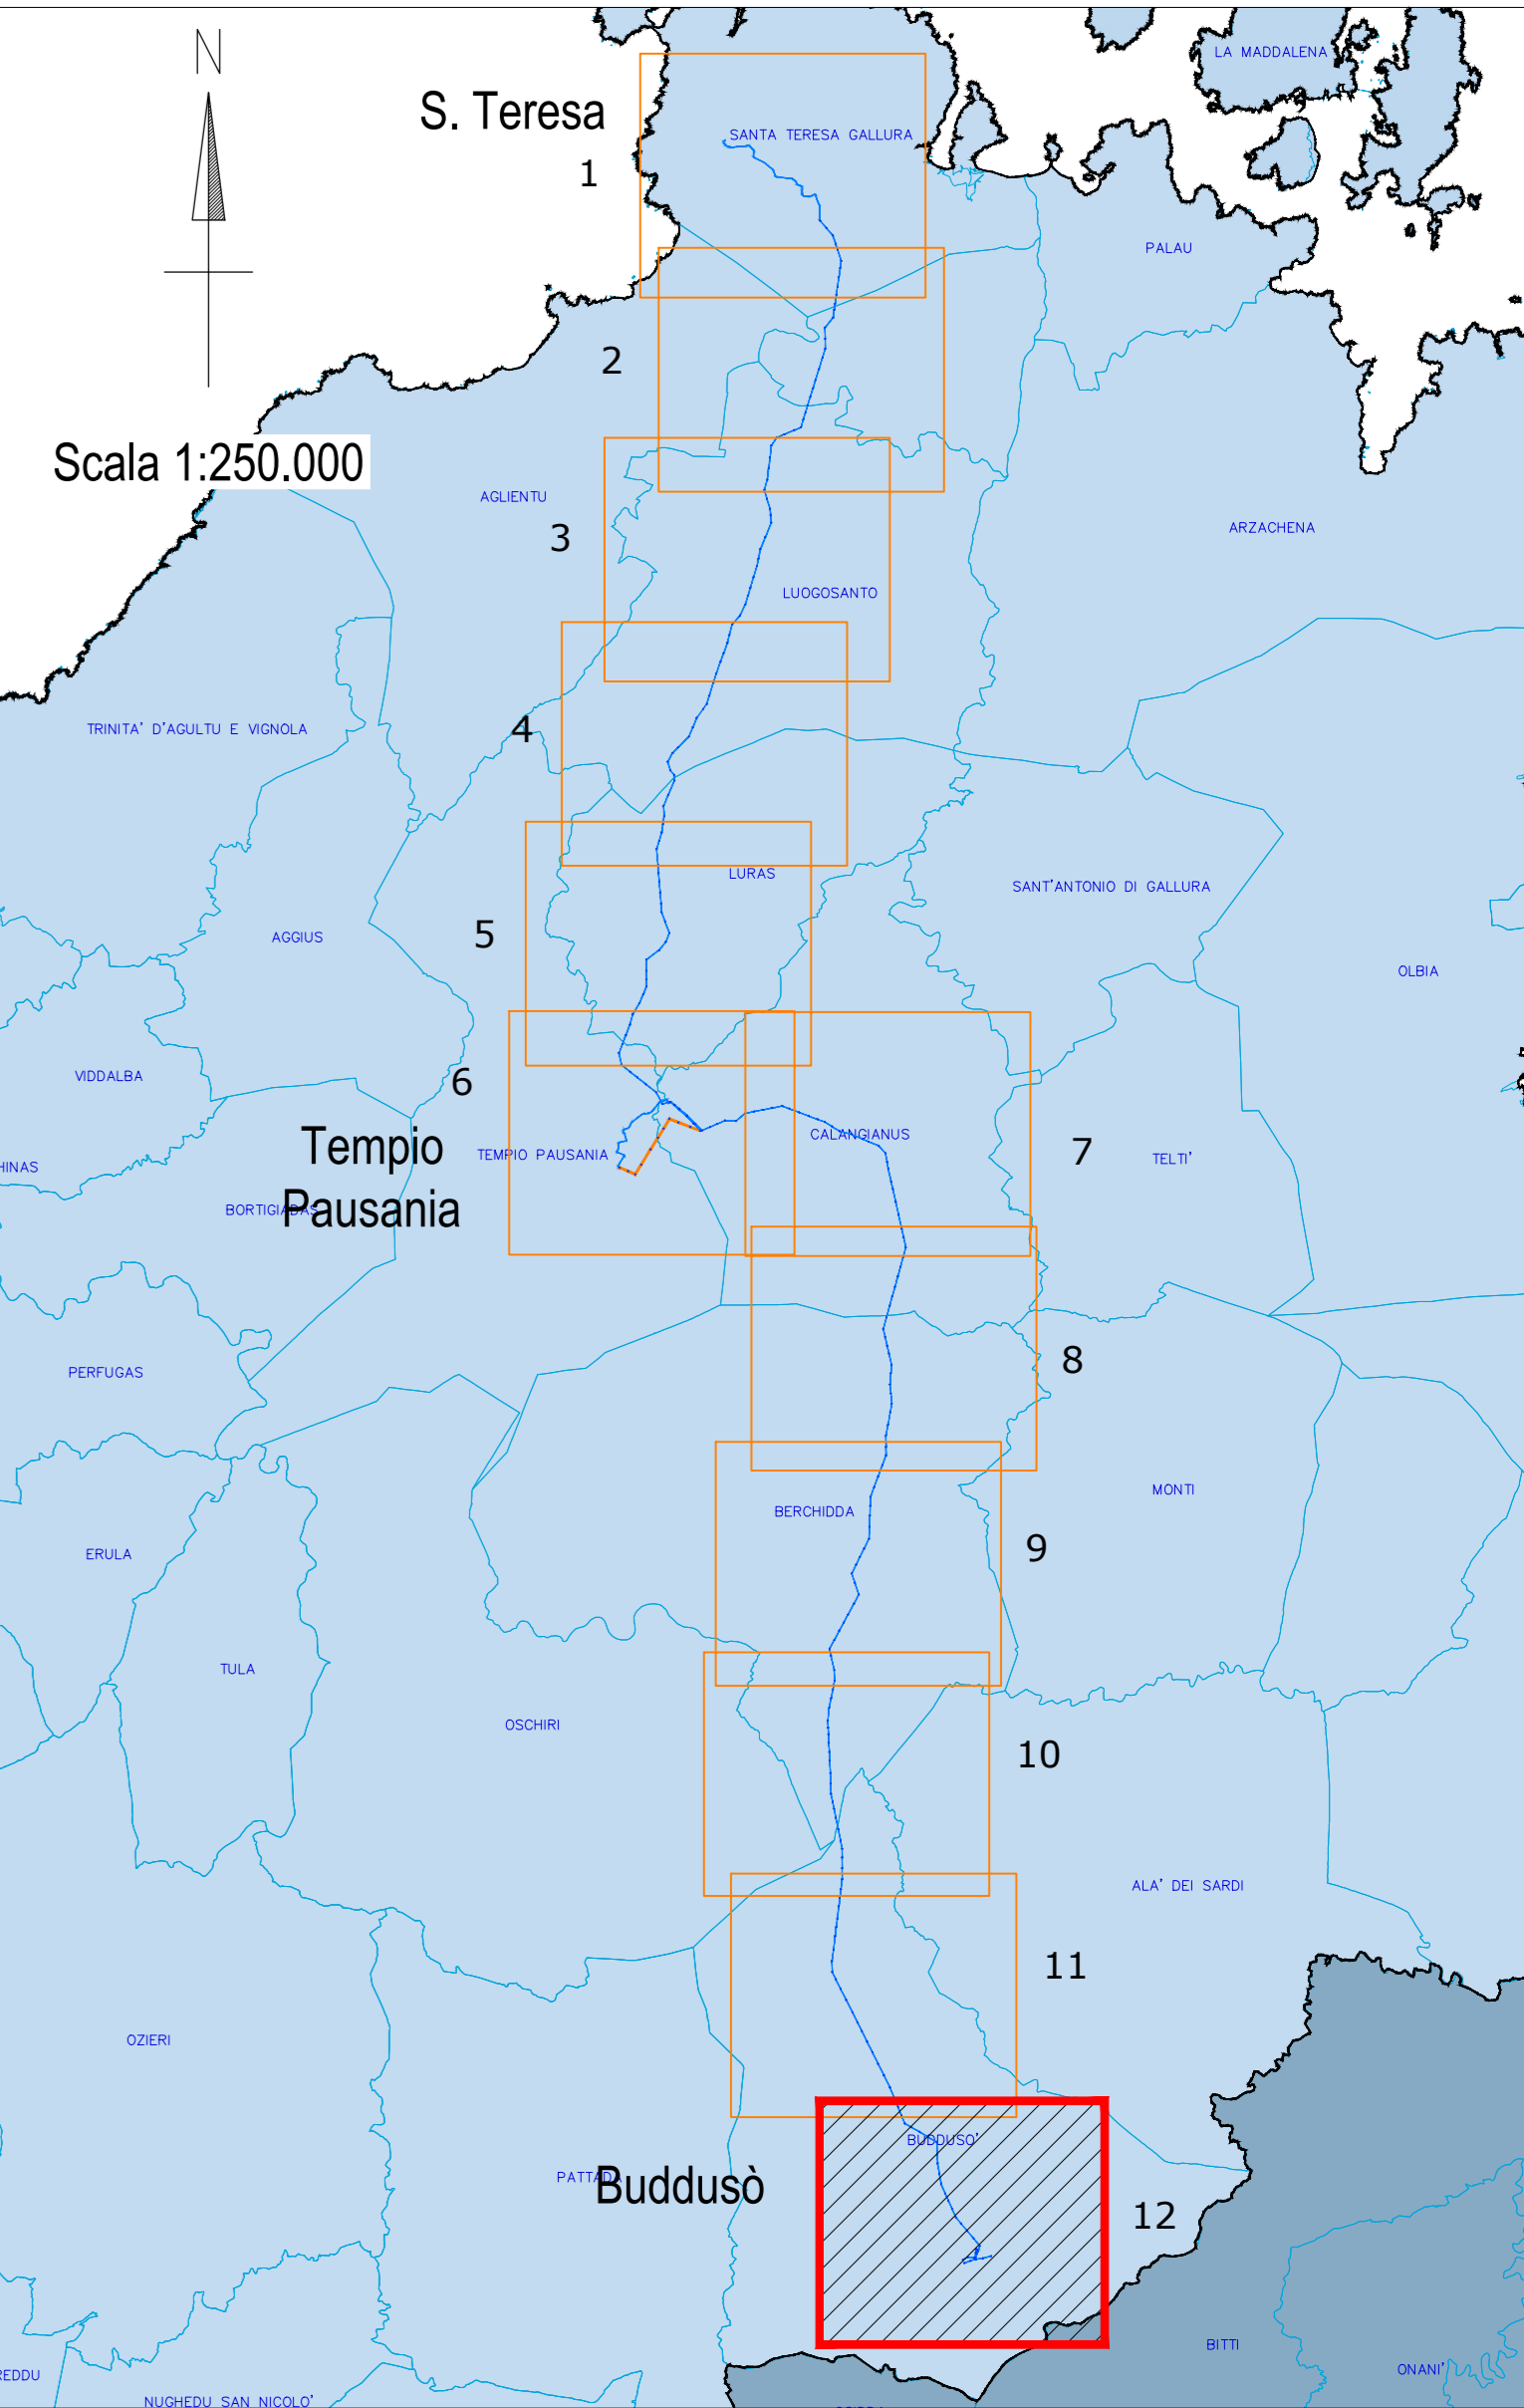 N
LA MADDALENA
S. Teresa
SANTA TERESA GALLURA
1
PALAU
2
Scala 1:250.000
AGLIENTU
ARZACHENA
3
LUOGOSANTO
TRINITA' D'AGULTU E VIGNOLA
4
LURAS
SANT'ANTONIO DI GALLURA
AGGIUS
5
OLBIA
VIDDALBA
6
CALANGIANUS
Tempio
Pausania
TEMPIO PAUSANIA
7
TELTI'
HINAS
BORTIGIADAS
8
PERFUGAS
MONTI
BERCHIDDA
9
ERULA
TULA
OSCHIRI
10
ALA' DEI SARDI
11
OZIERI
BUDDUSO'
PATTADA
Buddusò
12
BITTI
ONANI'
REDDU
NUGHEDU SAN NICOLO'